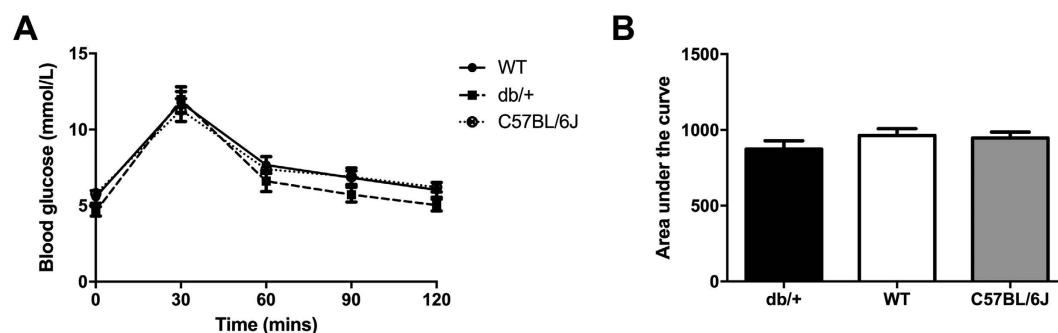 A
Blood glucose (mmol/L)
15
10
5
0
0 30 60 90 120
Time (mins)
WT
db/+
C57BL/6J
B
Area under the curve
1500
1000
500
0
db/+ WT C57BL/6J